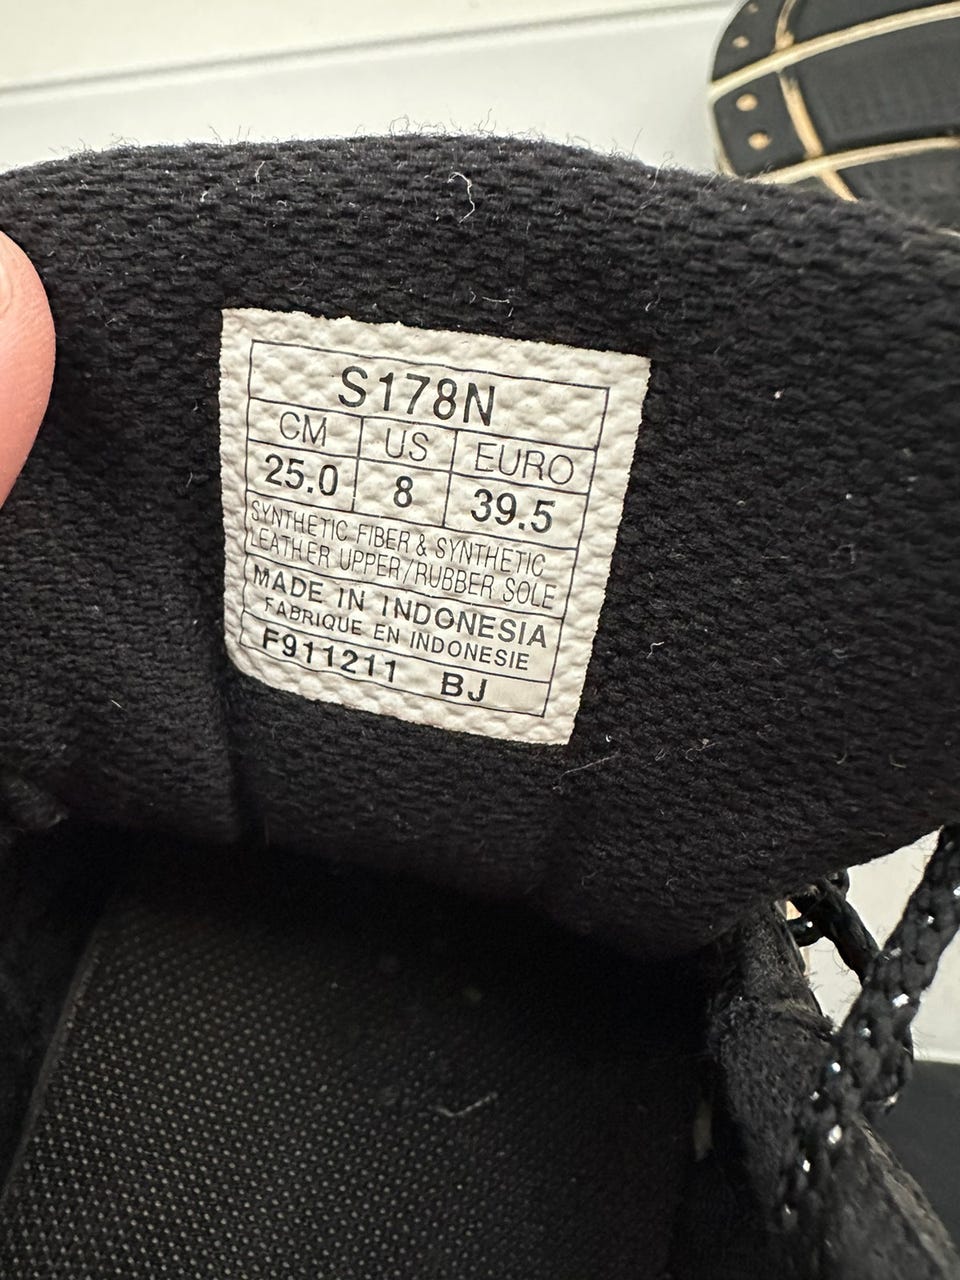 S178N
CM US EURO
25.0 8 39.5
SYNTHETIC FIBER & SYNTHETIC
LEATHER UPPER/RUBBER SOLE
MADE IN INDONESIA
FABRIQUE EN INDONESIE
F911211 BJ